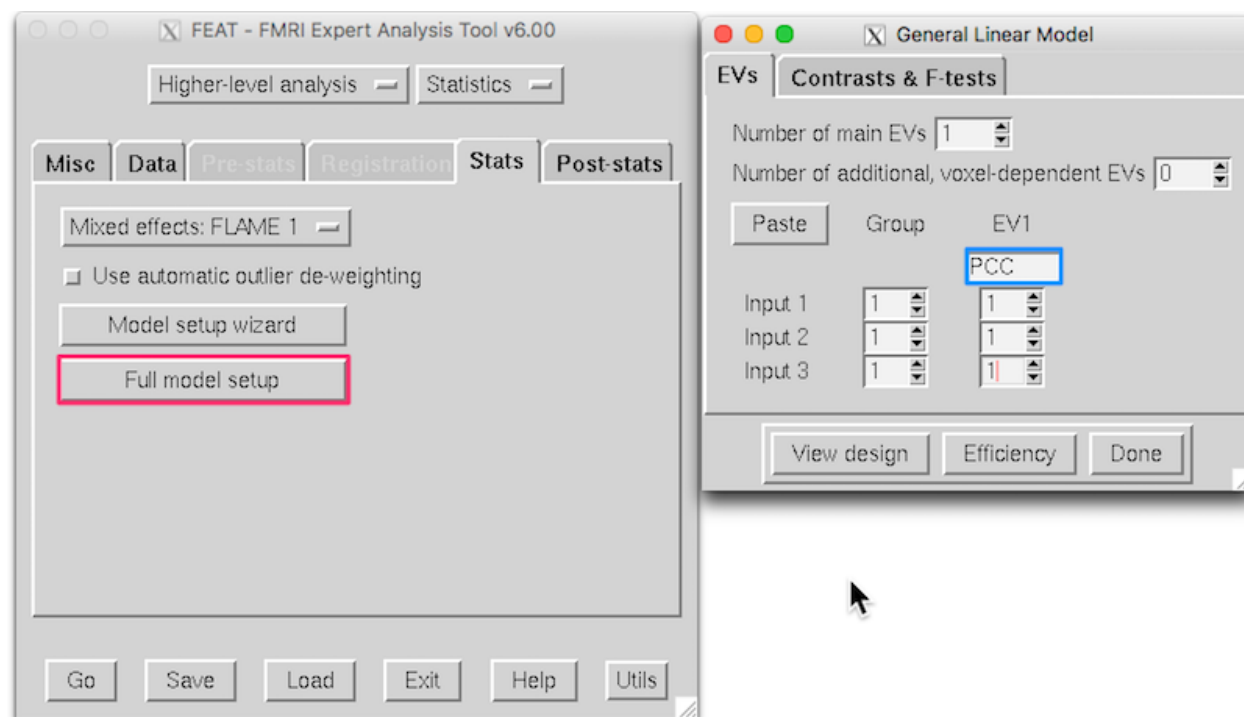 FEAT - FMRI Expert Analysis Tool v6.00
Higher-level analysis Statistics
Misc Data Pre-stats Registration Stats Post-stats
Mixed effects: FLAME 1
Use automatic outlier de-weighting
Model setup wizard
Full model setup
Go Save Load Exit Help Utils
General Linear Model
EVs Contrasts & F-tests
Number of main EVs 1
Number of additional, voxel-dependent EVs 0
Paste Group EV1
PCC
Input 1 1 1
Input 2 1 1
Input 3 1 1
View design Efficiency Done